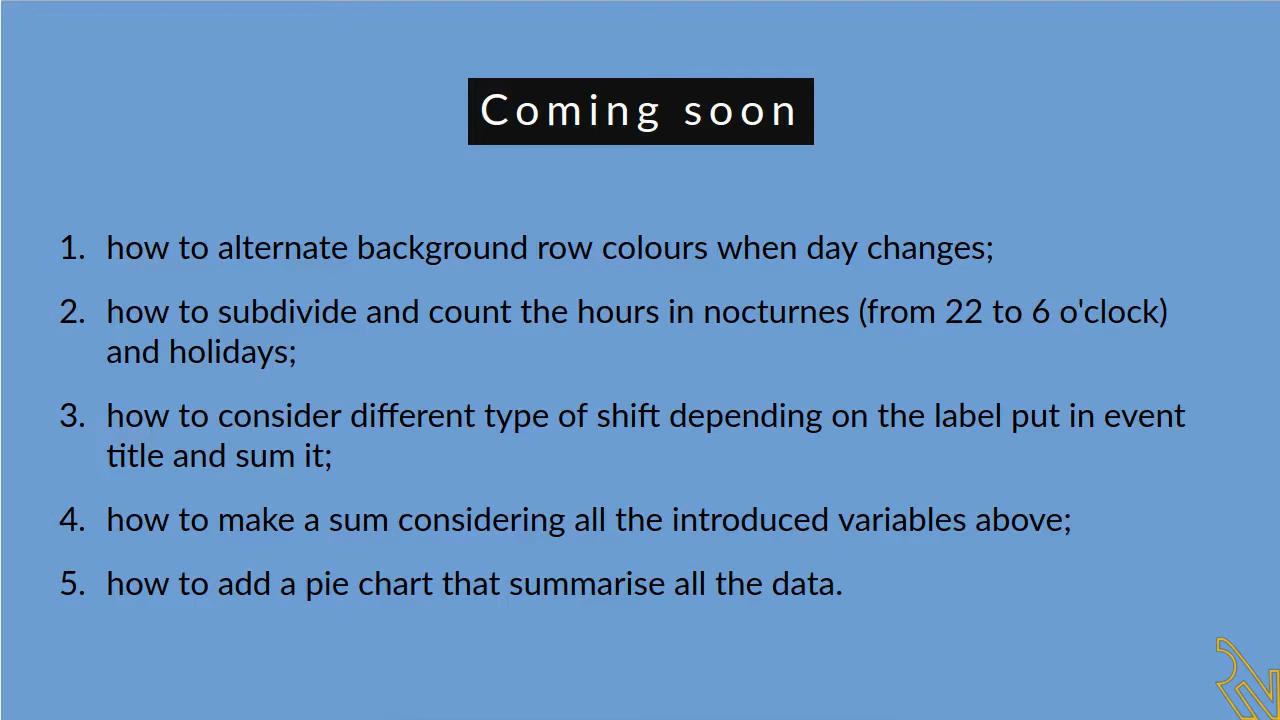 Coming soon
1. how to alternate background row colours when day changes;
2. how to subdivide and count the hours in nocturnes (from 22 to 6 o'clock)
and holidays;
3. how to consider different type of shift depending on the label put in event
title and sum it;
4. how to make a sum considering all the introduced variables above;
5. how to add a pie chart that summarise all the data.